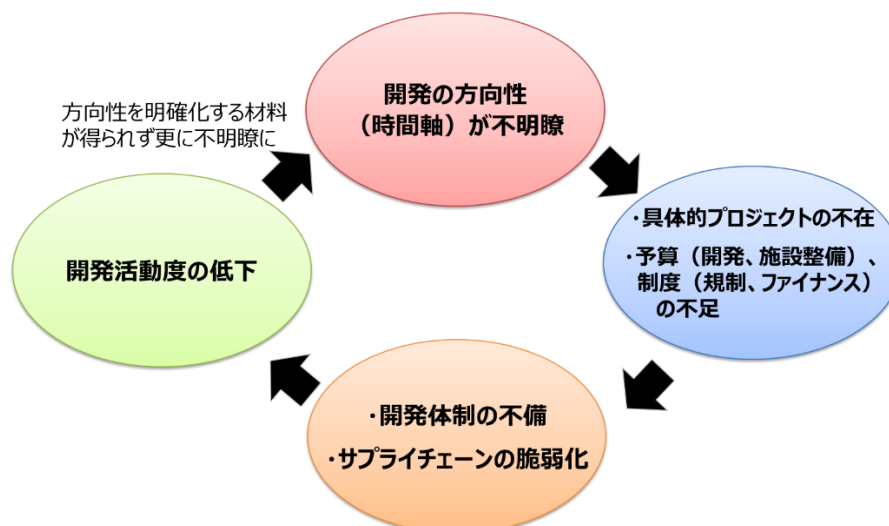 開発の方向性
（時間軸）が不明瞭
方向性を明確化する材料
が得られず更に不明瞭に
・具体的プロジェクトの不在
・予算（開発、施設整備）、
制度（規制、ファイナンス）
の不足
開発活動度の低下
・開発体制の不備
・サプライチェーンの脆弱化